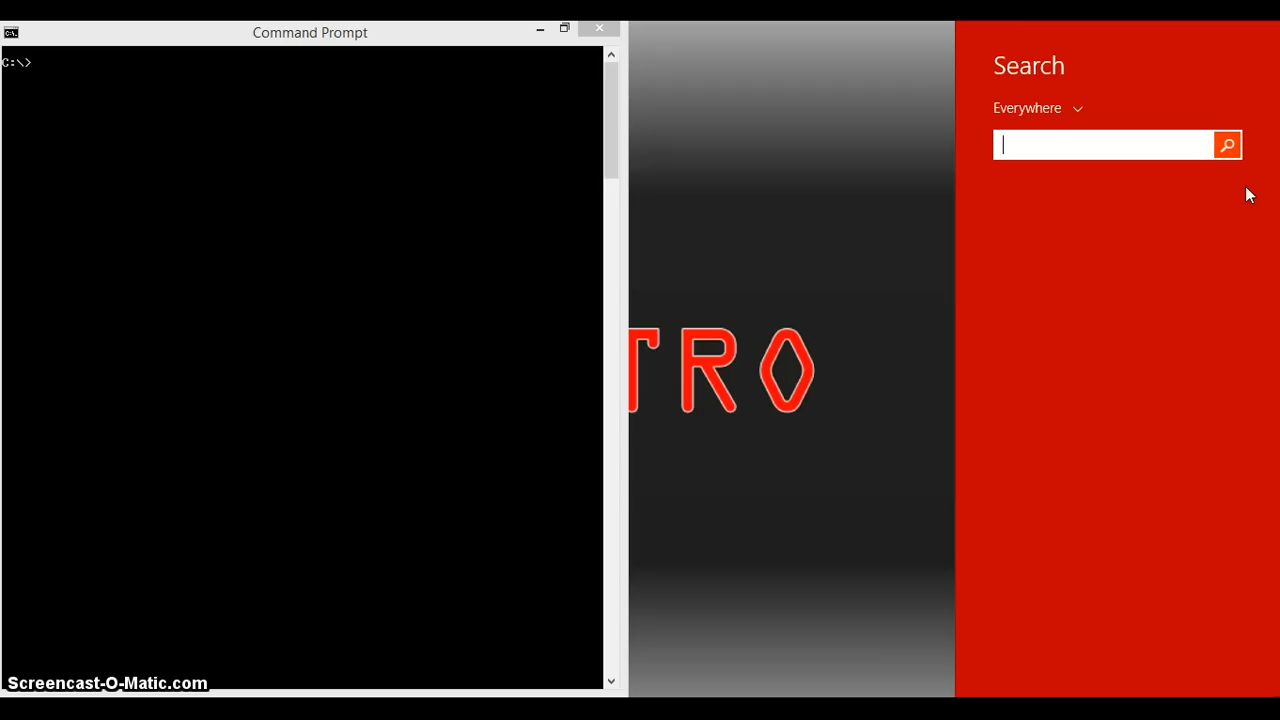 Command Prompt
C:\>
Search
Everywhere
TRO
Screencast-O-Matic.com